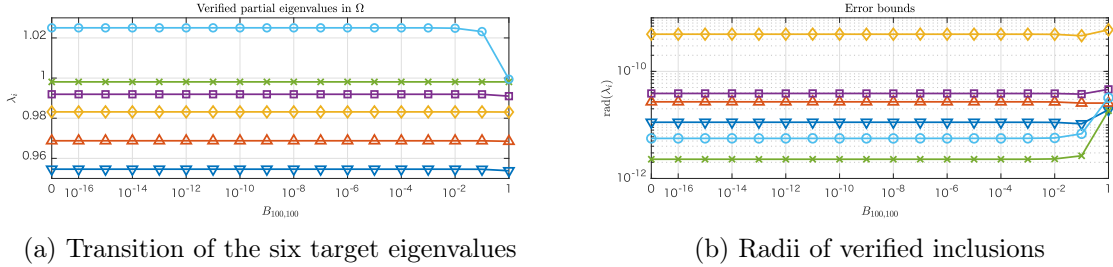 Verified partial eigenvalues in Ω
1.02
1
0.98
0.96
λ_i
0 10^-16 10^-14 10^-12 10^-10 10^-8 10^-6 10^-4 10^-2 1
B_100,100
(a) Transition of the six target eigenvalues
Error bounds
10^-10
10^-12
rad(λ_i)
0 10^-16 10^-14 10^-12 10^-10 10^-8 10^-6 10^-4 10^-2 1
B_100,100
(b) Radii of verified inclusions